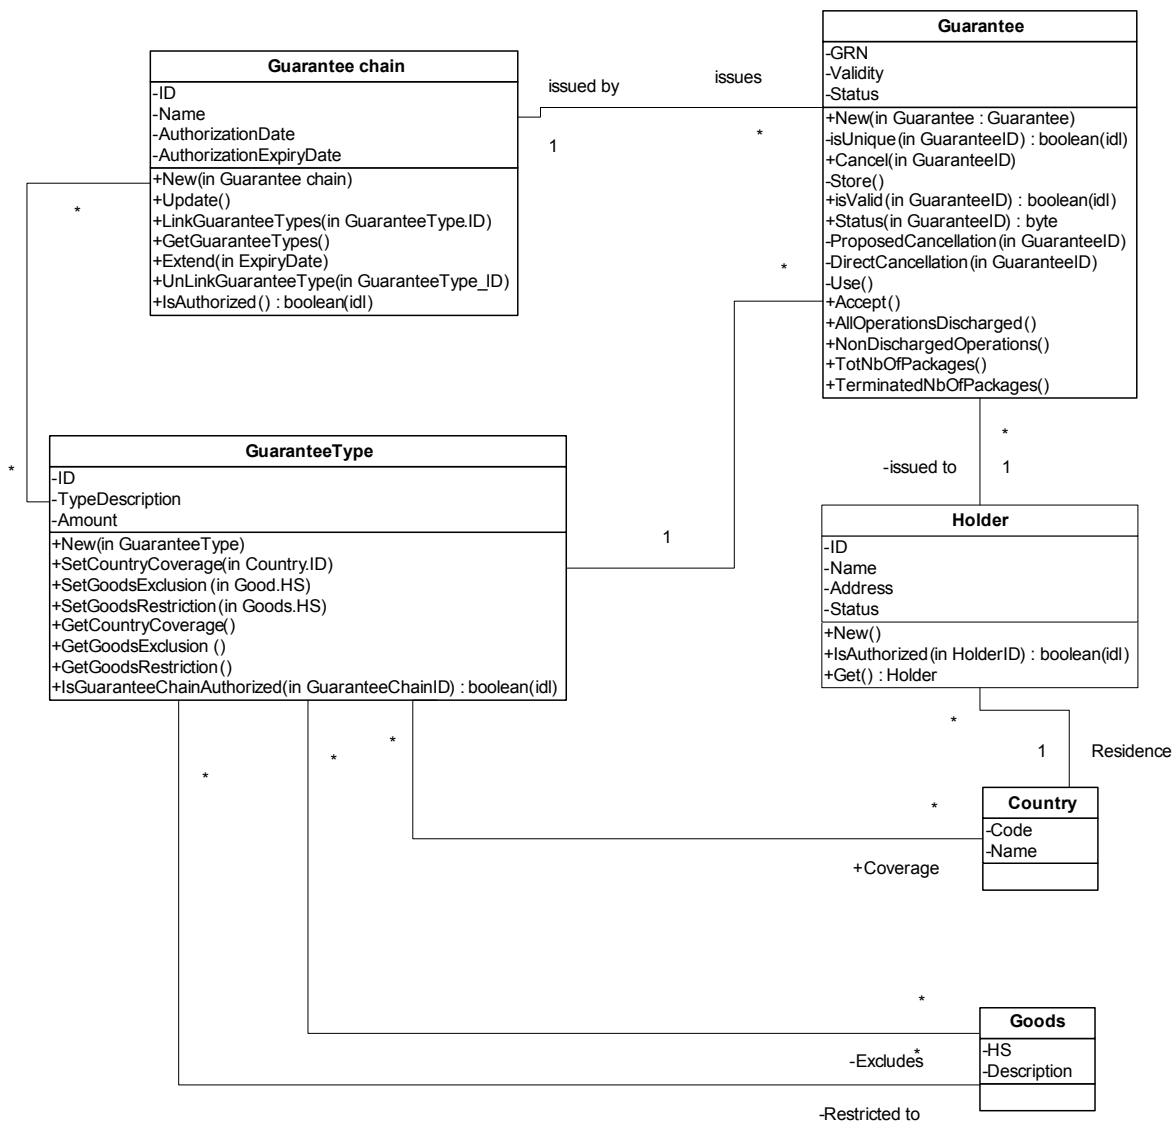 Guarantee chain
-ID
-Name
-AuthorizationDate
-AuthorizationExpiryDate
+New(in Guarantee chain)
+Update()
+LinkGuaranteeTypes(in GuaranteeType.ID)
+GetGuaranteeTypes()
+Extend(in ExpiryDate)
+UnLinkGuaranteeType(in GuaranteeType_ID)
+IsAuthorized() : boolean(idl)
issued by
issues
1
*
Guarantee
-GRN
-Validity
-Status
+New(in Guarantee : Guarantee)
-isUnique(in GuaranteeID) : boolean(idl)
+Cancel(in GuaranteeID)
-Store()
+isValid(in GuaranteeID) : boolean(idl)
+Status(in GuaranteeID) : byte
-ProposedCancellation(in GuaranteeID)
-DirectCancellation(in GuaranteeID)
-Use()
+Accept()
+AllOperationsDischarged()
+NonDischargedOperations()
+TotNbOfPackages()
+TerminatedNbOfPackages()
*
*
*
1
GuaranteeType
-ID
-TypeDescription
-Amount
+New(in GuaranteeType)
+SetCountryCoverage(in Country.ID)
+SetGoodsExclusion (in Good.HS)
+SetGoodsRestriction(in Goods.HS)
+GetCountryCoverage()
+GetGoodsExclusion ()
+GetGoodsRestriction()
+IsGuaranteeChainAuthorized(in GuaranteeChainID) : boolean(idl)
*
-issued to
1
Holder
-ID
-Name
-Address
-Status
+New()
+IsAuthorized(in HolderID) : boolean(idl)
+Get() : Holder
*
1
Residence
Country
-Code
-Name
*
*
*
*
+Coverage
*
Goods
-HS
-Description
*
-Excludes
-Restricted to